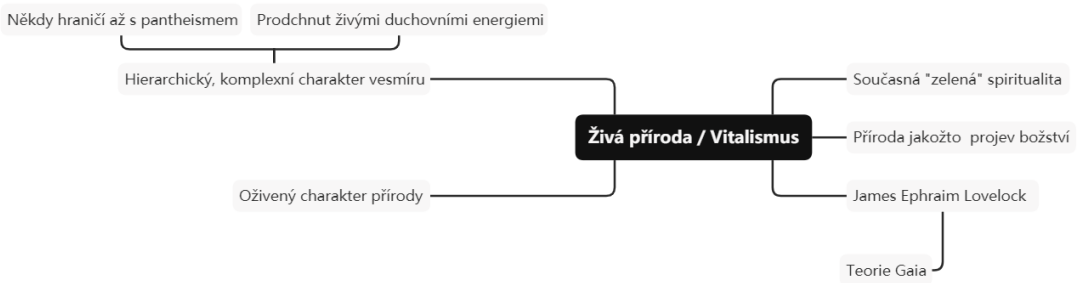 Někdy hraničí až s pantheismem
Prodchnut živými duchovními energiemi
Hierarchický, komplexní charakter vesmíru
Současná "zelená" spiritualita
Živá příroda / Vitalismus
Příroda jakožto projev božství
Oživený charakter přírody
James Ephraim Lovelock
Teorie Gaia